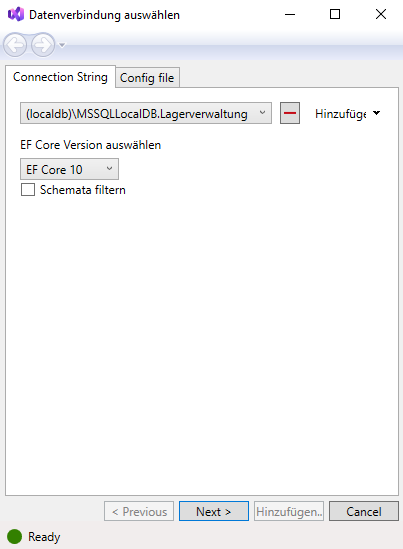 Datenverbindung auswählen
Connection String
Config file
(localdb)\MSSQLLocalDB.Lagerverwaltung
Hinzufüge
EF Core Version auswählen
EF Core 10
Schemata filtern
< Previous
Next >
Hinzufügen..
Cancel
Ready